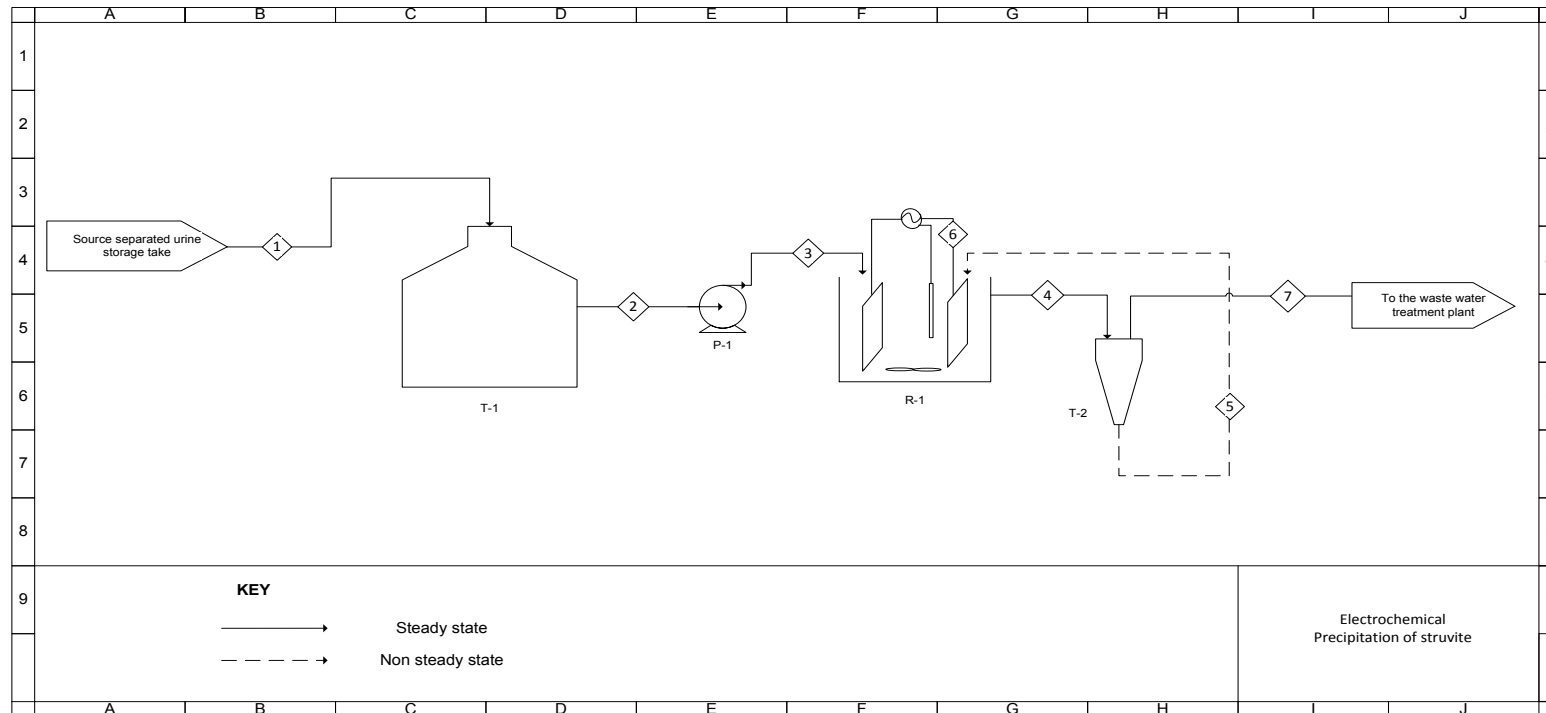 A B C D E F G H I J
1
2
3
4
5
6
7
8
9
Source separated urine
storage take
1
T-1
2
P-1
3
6
R-1
4
T-2
5
7
To the waste water
treatment plant
KEY
Steady state
Non steady state
Electrochemical
Precipitation of struvite
A B C D E F G H I J